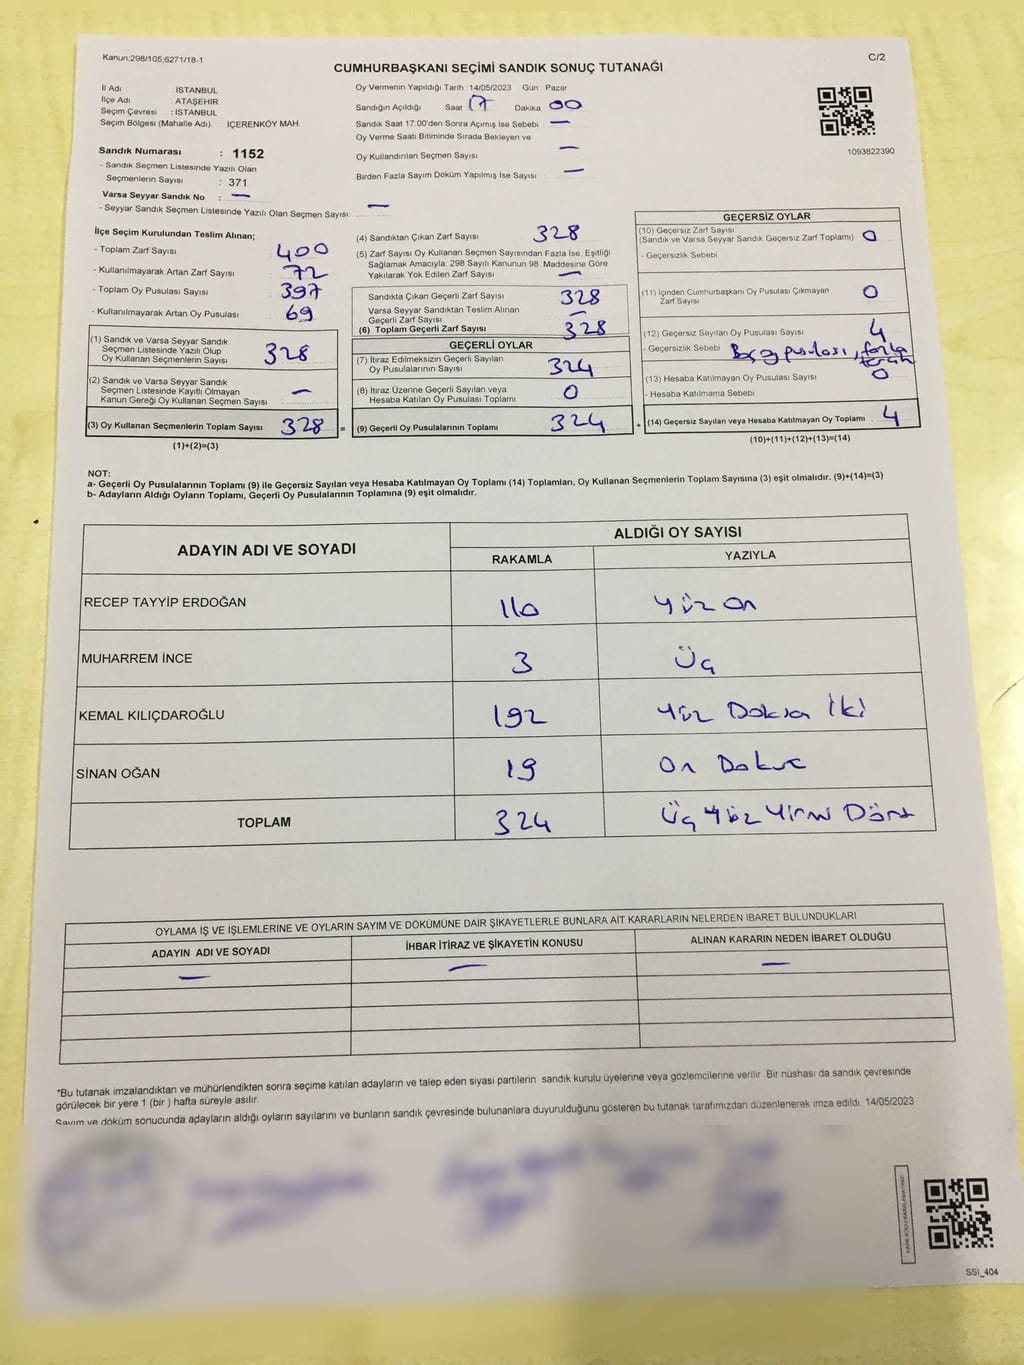 Kanun;298/105,6271/18-1
C/2
CUMHURBAŞKANI SEÇİMİ SANDIK SONUÇ TUTANAĞI
İl Adı : İSTANBUL
İlçe Adı : ATAŞEHİR
Seçim Çevresi : İSTANBUL
Seçim Bölgesi (Mahalle Adı) : İÇERENKÖY MAH.
Sandık Numarası : 1152
- Sandık Seçmen Listesinde Yazılı Olan
Seçmenlerin Sayısı : 371
Varsa Seyyar Sandık No : —
- Seyyar Sandık Seçmen Listesinde Yazılı Olan Seçmen Sayısı —
Oy Vermenin Yapıldığı Tarih 14/05/2023 Gün : Pazar
Sandığın Açıldığı Saat 17 Dakika 00
Sandık Saat 17:00'den Sonra Açımış İse Sebebi —
Oy Verme Saati Bitiminde Sırada Bekleyen ve
Oy Kullandırılan Seçmen Sayısı —
Birden Fazla Sayım Döküm Yapılmış İse Sayısı —
1093822390
İlçe Seçim Kurulundan Teslim Alınan;
- Toplam Zarf Sayısı : 400
- Kullanılmayarak Artan Zarf Sayısı : 72
- Toplam Oy Pusulası Sayısı : 397
- Kullanılmayarak Artan Oy Pusulası : 69
(1) Sandık ve Varsa Seyyar Sandık
Seçmen Listesinde Yazılı Olup
Oy Kullanan Seçmenlerin Sayısı 328
(2) Sandık ve Varsa Seyyar Sandık
Seçmen Listesinde Kayıtlı Olmayan
Kanun Gereği Oy Kullanan Seçmen Sayısı —
(3) Oy Kullanan Seçmenlerin Toplam Sayısı 328 =
(1)+(2)=(3)
(4) Sandıktan Çıkan Zarf Sayısı 328
(5) Zarf Sayısı Oy Kullanan Seçmen Sayısından Fazla İse, Eşitliği
Sağlamak Amacıyla, 298 Sayılı Kanunun 98. Maddesine Göre
Yakılarak Yok Edilen Zarf Sayısı —
Sandıkta Çıkan Geçerli Zarf Sayısı 328
Varsa Seyyar Sandıktan Teslim Alınan
Geçerli Zarf Sayısı —
(6) Toplam Geçerli Zarf Sayısı 328
GEÇERLİ OYLAR
(7) İtiraz Edilmeksizin Geçerli Sayılan
Oy Pusulalarının Sayısı 324
(8) İtiraz Üzerine Geçerli Sayılan veya
Hesaba Katılan Oy Pusulası Toplamı 0
(9) Geçerli Oy Pusulalarının Toplamı 324 +
GEÇERSİZ OYLAR
(10) Geçersiz Zarf Sayısı
(Sandık ve Varsa Seyyar Sandık Geçersiz Zarf Toplamı) 0
- Geçersizlik Sebebi
(11) İçinden Cumhurbaşkanı Oy Pusulası Çıkmayan
Zarf Sayısı 0
(12) Geçersiz Sayılan Oy Pusulası Sayısı 4
- Geçersizlik Sebebi Boş oy pusulası, fazla
(13) Hesaba Katılmayan Oy Pusulası Sayısı 0
- Hesaba Katılmama Sebebi
(14) Geçersiz Sayılan veya Hesaba Katılmayan Oy Toplamı 4
(10)+(11)+(12)+(13)=(14)
NOT:
a- Geçerli Oy Pusulalarının Toplamı (9) ile Geçersiz Sayılan veya Hesaba Katılmayan Oy Toplamı (14) Toplamları, Oy Kullanan Seçmenlerin Toplam Sayısına (3) eşit olmalıdır. (9)+(14)=(3)
b- Adayların Aldığı Oyların Toplamı, Geçerli Oy Pusulalarının Toplamına (9) eşit olmalıdır.
ADAYIN ADI VE SOYADI
ALDIĞI OY SAYISI
RAKAMLA YAZIYLA
RECEP TAYYİP ERDOĞAN 110 Yüz On
MUHARREM İNCE 3 Üç
KEMAL KILIÇDAROĞLU 192 Yüz Doksan İki
SİNAN OĞAN 19 On Dokuz
TOPLAM 324 Üç Yüz Yirmi Dört
OYLAMA İŞ VE İŞLEMLERİNE VE OYLARIN SAYIM VE DÖKÜMÜNE DAİR ŞİKAYETLERLE BUNLARA AİT KARARLARIN NELERDEN İBARET BULUNDUKLARI
ADAYIN ADI VE SOYADI İHBAR İTİRAZ VE ŞİKAYETİN KONUSU ALINAN KARARIN NEDEN İBARET OLDUĞU
— — —
*Bu tutanak imzalandıktan ve mühürlendikten sonra seçime katılan adayların ve talep eden siyasi partilerin sandık kurulu üyelerine veya gözlemcilerine verilir. Bir nüshası da sandık çevresinde
görülecek bir yere 1 (bir ) hafta süreyle asılır.
Sayım ve döküm sonucunda adayların aldığı oyların sayılarını ve bunların sandık çevresinde bulunanlara duyurulduğunu gösteren bu tutanak tarafımızdan düzenlenerek imza edildi. 14/05/2023
SSİ_404